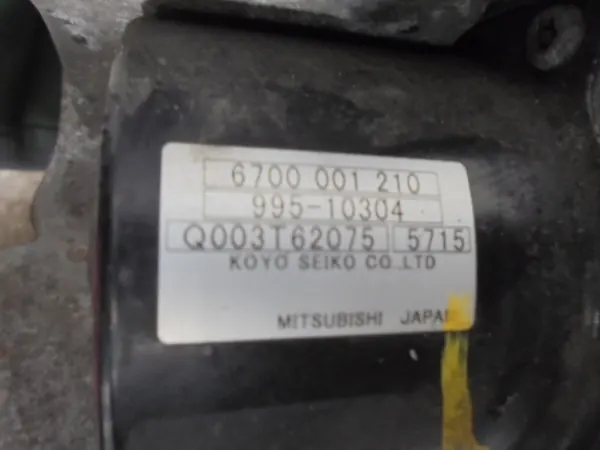 6700 001 210
995-10304
Q003T62075 5715
KOYO SEIKO CO.,LTD
MITSUBISHI JAPAN